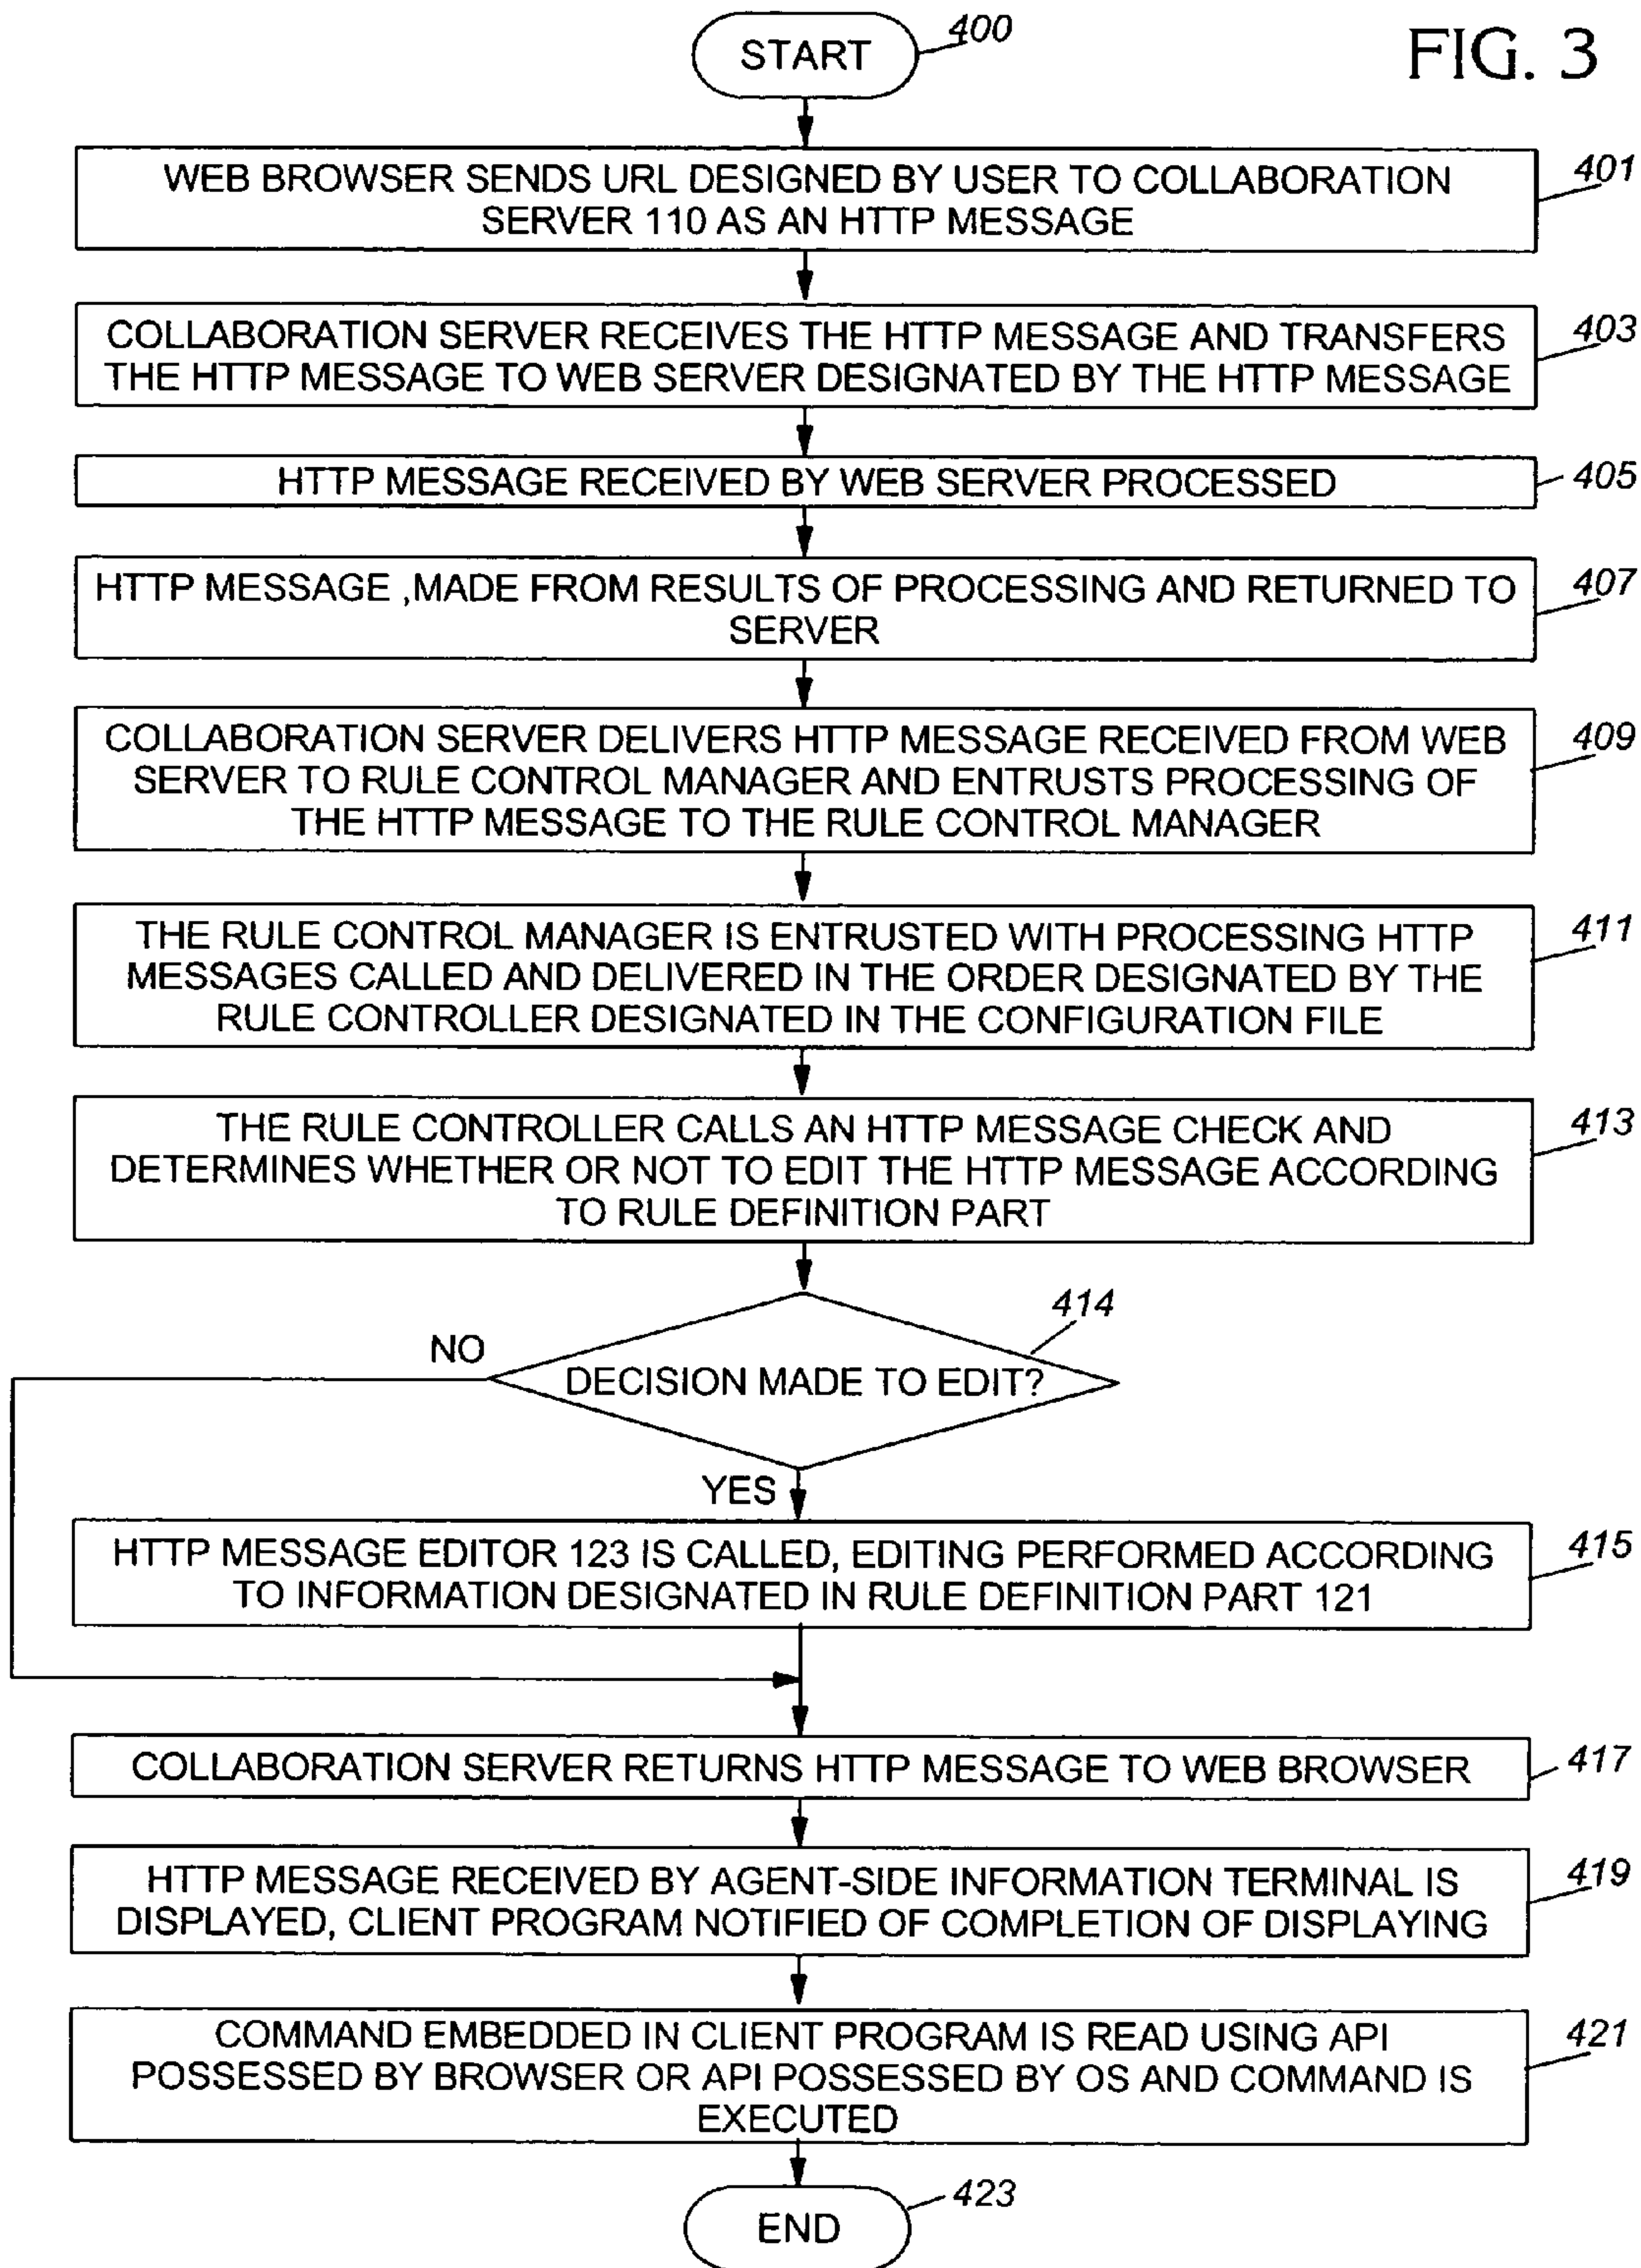 FIG. 3
START
400
WEB BROWSER SENDS URL DESIGNED BY USER TO COLLABORATION
SERVER 110 AS AN HTTP MESSAGE
401
COLLABORATION SERVER RECEIVES THE HTTP MESSAGE AND TRANSFERS
THE HTTP MESSAGE TO WEB SERVER DESIGNATED BY THE HTTP MESSAGE
403
HTTP MESSAGE RECEIVED BY WEB SERVER PROCESSED
405
HTTP MESSAGE ,MADE FROM RESULTS OF PROCESSING AND RETURNED TO
SERVER
407
COLLABORATION SERVER DELIVERS HTTP MESSAGE RECEIVED FROM WEB
SERVER TO RULE CONTROL MANAGER AND ENTRUSTS PROCESSING OF
THE HTTP MESSAGE TO THE RULE CONTROL MANAGER
409
THE RULE CONTROL MANAGER IS ENTRUSTED WITH PROCESSING HTTP
MESSAGES CALLED AND DELIVERED IN THE ORDER DESIGNATED BY THE
RULE CONTROLLER DESIGNATED IN THE CONFIGURATION FILE
411
THE RULE CONTROLLER CALLS AN HTTP MESSAGE CHECK AND
DETERMINES WHETHER OR NOT TO EDIT THE HTTP MESSAGE ACCORDING
TO RULE DEFINITION PART
413
414
NO
DECISION MADE TO EDIT?
YES
HTTP MESSAGE EDITOR 123 IS CALLED, EDITING PERFORMED ACCORDING
TO INFORMATION DESIGNATED IN RULE DEFINITION PART 121
415
COLLABORATION SERVER RETURNS HTTP MESSAGE TO WEB BROWSER
417
HTTP MESSAGE RECEIVED BY AGENT-SIDE INFORMATION TERMINAL IS
DISPLAYED, CLIENT PROGRAM NOTIFIED OF COMPLETION OF DISPLAYING
419
COMMAND EMBEDDED IN CLIENT PROGRAM IS READ USING API
POSSESSED BY BROWSER OR API POSSESSED BY OS AND COMMAND IS
EXECUTED
421
END
423